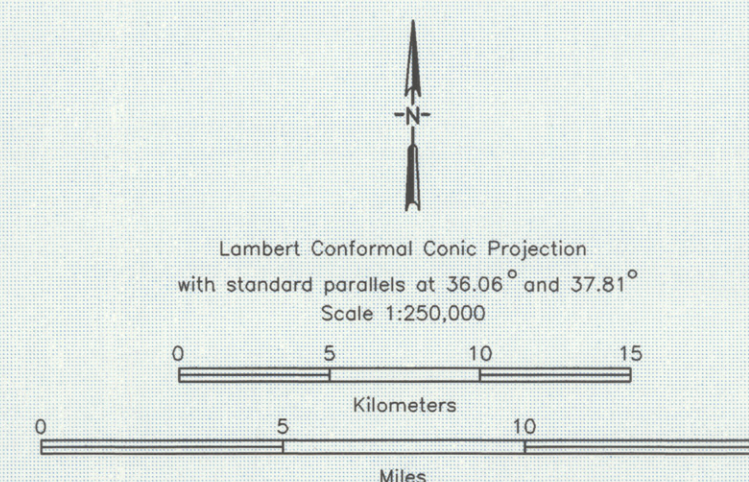 N
Lambert Conformal Conic Projection
with standard parallels at 36.06° and 37.81°
Scale 1:250,000
0 5 10 15
Kilometers
0 5 10
Miles